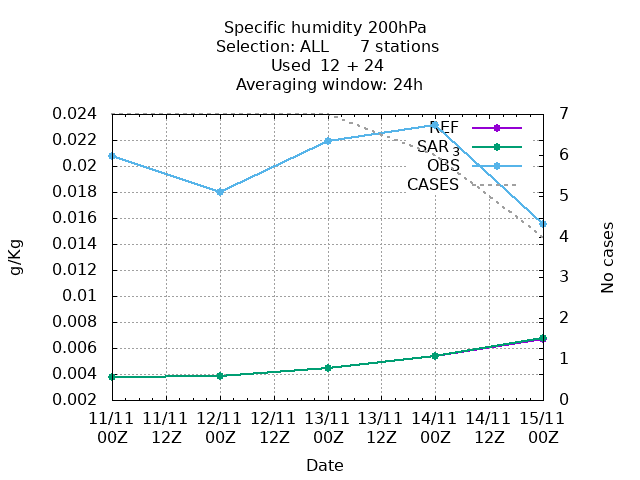 Specific humidity 200hPa
Selection: ALL 7 stations
Used 12 + 24
Averaging window: 24h
0.024
0.022
0.02
0.018
0.016
0.014
0.012
0.01
0.008
0.006
0.004
0.002
g/Kg
7
6
5
4
3
2
1
0
No cases
REF
SAR 3
OBS
CASES
11/11 11/11 12/11 12/11 13/11 13/11 14/11 14/11 15/11
00Z 12Z 00Z 12Z 00Z 12Z 00Z 12Z 00Z
Date